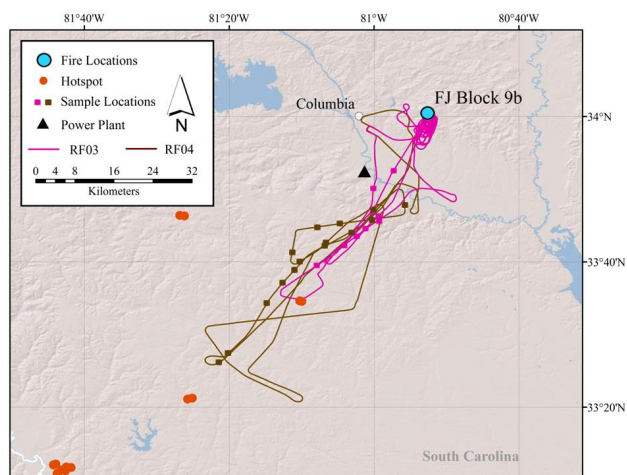 81°40'W
81°20'W
81°0'W
80°40'W
Fire Locations
Hotspot
Sample Locations
Power Plant
N
RF03
RF04
0 4 8 16 24 32
Kilometers
Columbia
FJ Block 9b
34°N
33°40'N
33°20'N
South Carolina